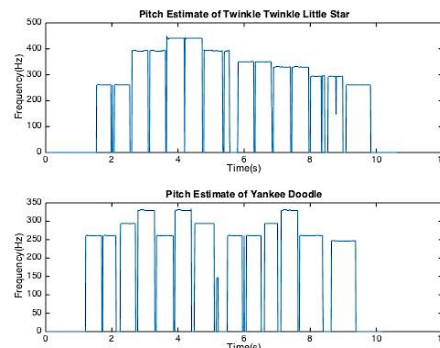 Pitch Estimate of Twinkle Twinkle Little Star
500
400
300
200
100
0
Frequency(Hz)
0 2 4 6 8 10
Time(s)
Pitch Estimate of Yankee Doodle
350
300
250
200
150
100
50
0
Frequency(Hz)
0 2 4 6 8 10
Time(s)